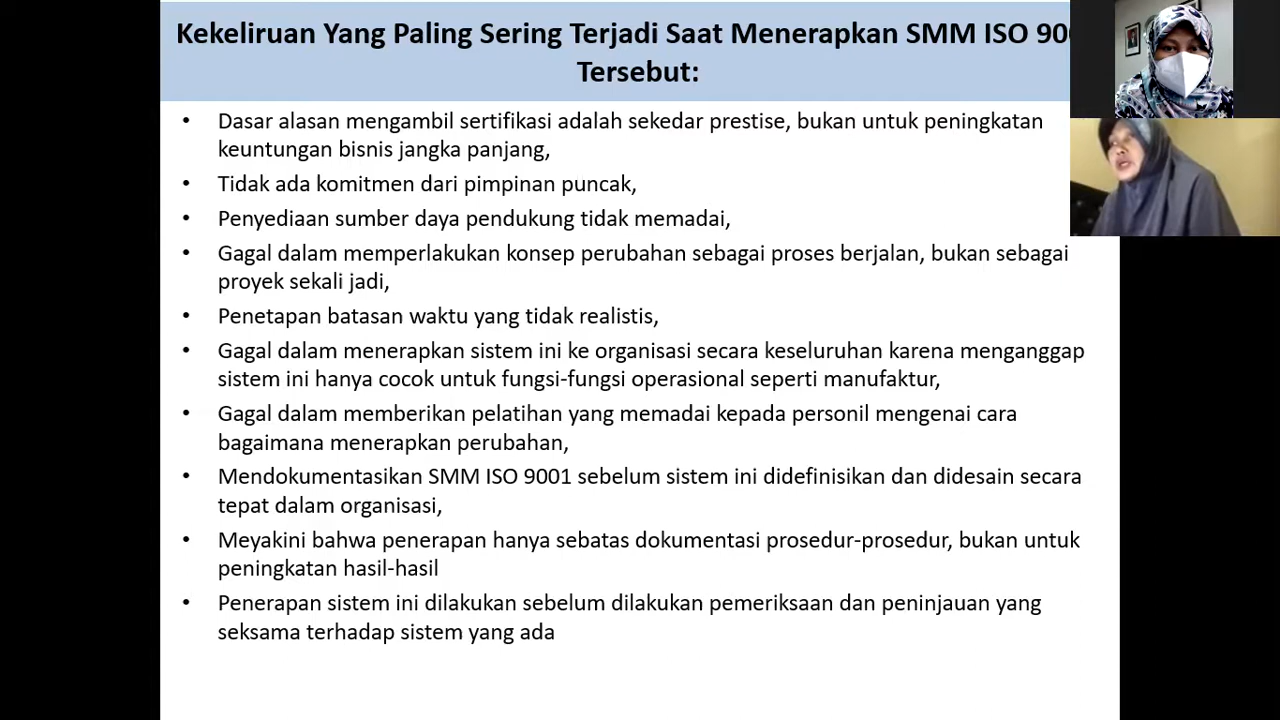 Kekeliruan Yang Paling Sering Terjadi Saat Menerapkan SMM ISO
Tersebut:
• Dasar alasan mengambil sertifikasi adalah sekedar prestise, bukan untuk peningkatan
keuntungan bisnis jangka panjang,
• Tidak ada komitmen dari pimpinan puncak,
• Penyediaan sumber daya pendukung tidak memadai,
• Gagal dalam memperlakukan konsep perubahan sebagai proses berjalan, bukan sebagai
proyek sekali jadi,
• Penetapan batasan waktu yang tidak realistis,
• Gagal dalam menerapkan sistem ini ke organisasi secara keseluruhan karena menganggap
sistem ini hanya cocok untuk fungsi-fungsi operasional seperti manufaktur,
• Gagal dalam memberikan pelatihan yang memadai kepada personil mengenai cara
bagaimana menerapkan perubahan,
• Mendokumentasikan SMM ISO 9001 sebelum sistem ini didefinisikan dan didesain secara
tepat dalam organisasi,
• Meyakini bahwa penerapan hanya sebatas dokumentasi prosedur-prosedur, bukan untuk
peningkatan hasil-hasil
• Penerapan sistem ini dilakukan sebelum dilakukan pemeriksaan dan peninjauan yang
seksama terhadap sistem yang ada